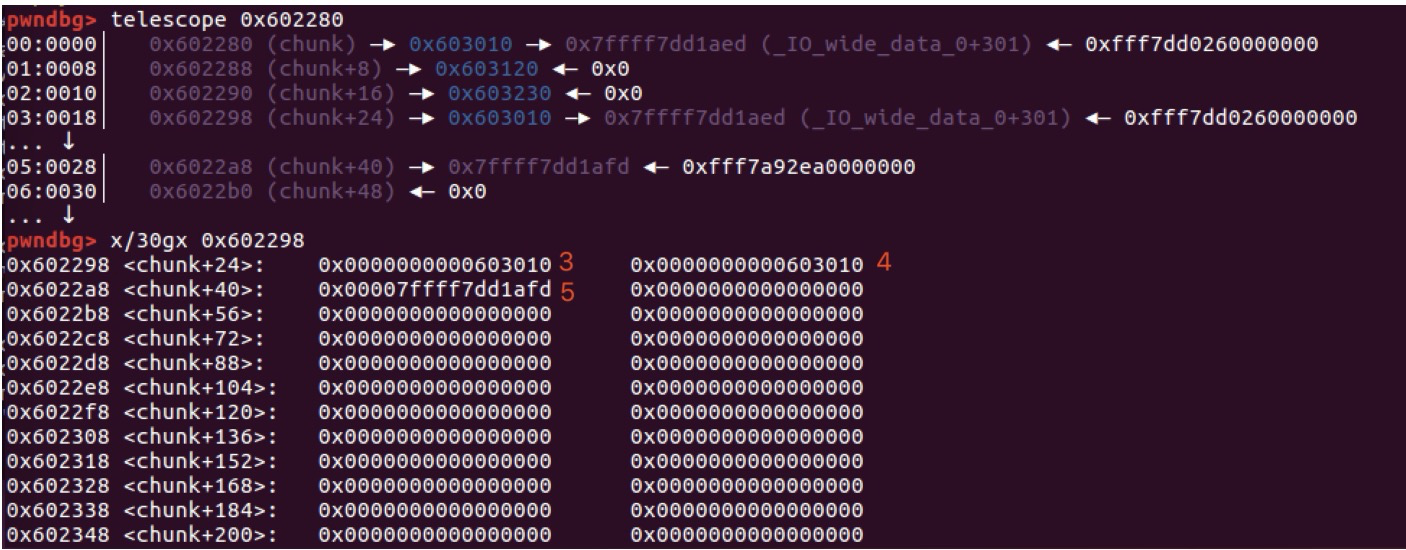 pwndbg> telescope 0x602280
00:0000│ 0x602280 (chunk) —▸ 0x603010 —▸ 0x7ffff7dd1aed (_IO_wide_data_0+301) ◂— 0xfff7dd0260000000
01:0008│ 0x602288 (chunk+8) —▸ 0x603120 ◂— 0x0
02:0010│ 0x602290 (chunk+16) —▸ 0x603230 ◂— 0x0
03:0018│ 0x602298 (chunk+24) —▸ 0x603010 —▸ 0x7ffff7dd1aed (_IO_wide_data_0+301) ◂— 0xfff7dd0260000000
... ↓
05:0028│ 0x6022a8 (chunk+40) —▸ 0x7ffff7dd1afd ◂— 0xfff7a92ea0000000
06:0030│ 0x6022b0 (chunk+48) ◂— 0x0
... ↓
pwndbg> x/30gx 0x602298
0x602298 <chunk+24>: 0x0000000000603010 3 0x0000000000603010 4
0x6022a8 <chunk+40>: 0x00007ffff7dd1afd 5 0x0000000000000000
0x6022b8 <chunk+56>: 0x0000000000000000 0x0000000000000000
0x6022c8 <chunk+72>: 0x0000000000000000 0x0000000000000000
0x6022d8 <chunk+88>: 0x0000000000000000 0x0000000000000000
0x6022e8 <chunk+104>: 0x0000000000000000 0x0000000000000000
0x6022f8 <chunk+120>: 0x0000000000000000 0x0000000000000000
0x602308 <chunk+136>: 0x0000000000000000 0x0000000000000000
0x602318 <chunk+152>: 0x0000000000000000 0x0000000000000000
0x602328 <chunk+168>: 0x0000000000000000 0x0000000000000000
0x602338 <chunk+184>: 0x0000000000000000 0x0000000000000000
0x602348 <chunk+200>: 0x0000000000000000 0x0000000000000000